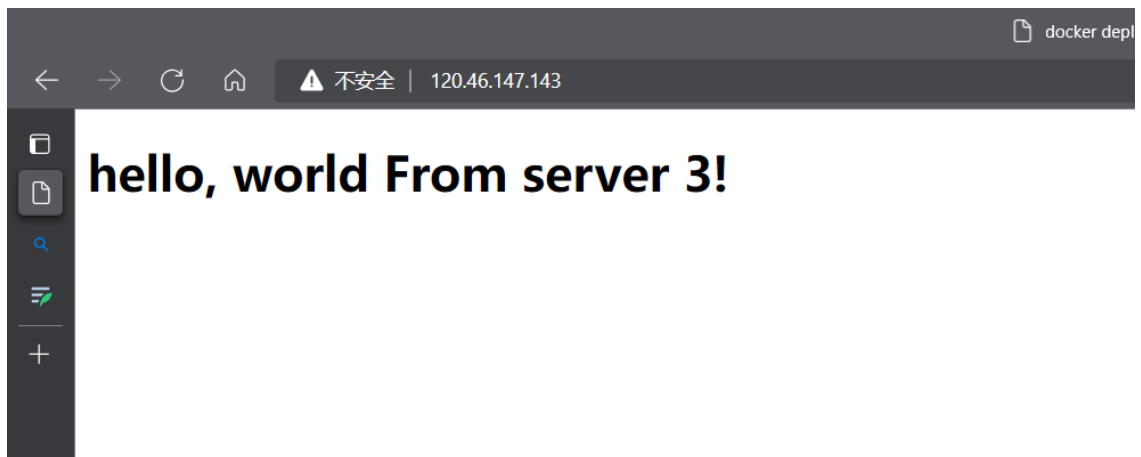 docker depl
不安全 | 120.46.147.143
hello, world From server 3!